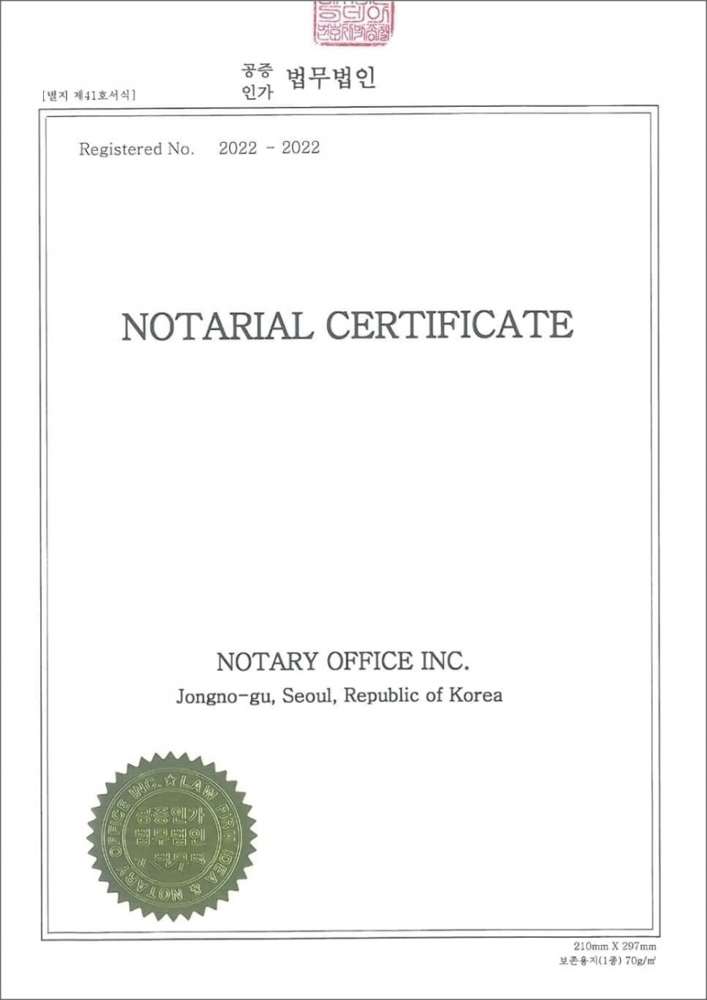 공증
인가 법무법인
[별지 제41호서식]
Registered No. 2022 - 2022
NOTARIAL CERTIFICATE
NOTARY OFFICE INC.
Jongno-gu, Seoul, Republic of Korea
OFFICE INC. ☆ LAW FIRM IDEA & NOTARY
공증인가
법무법인
210mm X 297mm
보존용지(1종) 70g/㎡